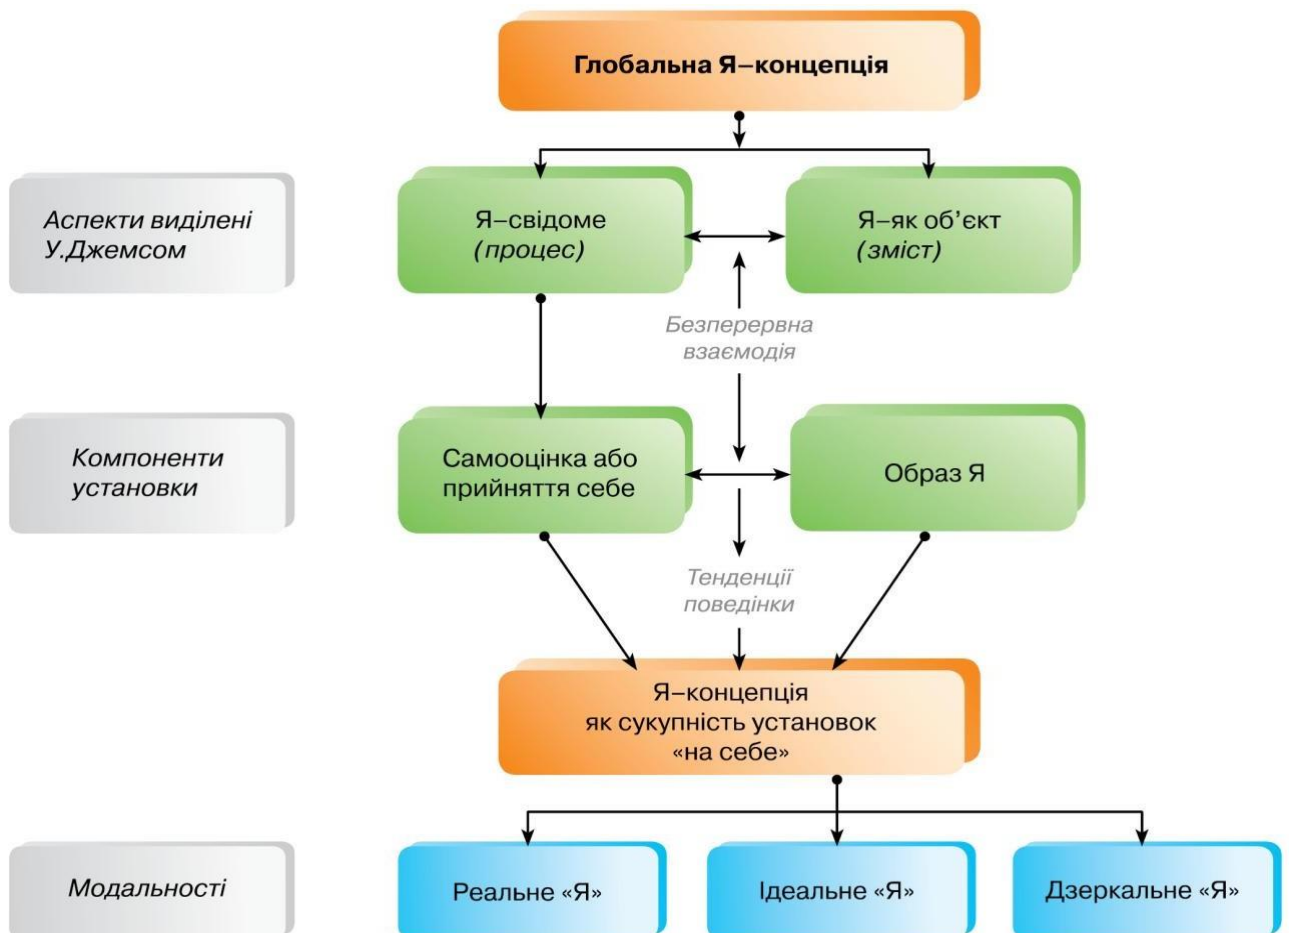 Глобальна Я–концепція
Аспекти виділені
У.Джемсом
Я–свідоме
(процес)
Я–як об’єкт
(зміст)
Безперервна
взаємодія
Компоненти
установки
Самооцінка або
прийняття себе
Образ Я
Тенденції
поведінки
Я–концепція
як сукупність установок
«на себе»
Модальності
Реальне «Я»
Ідеальне «Я»
Дзеркальне «Я»